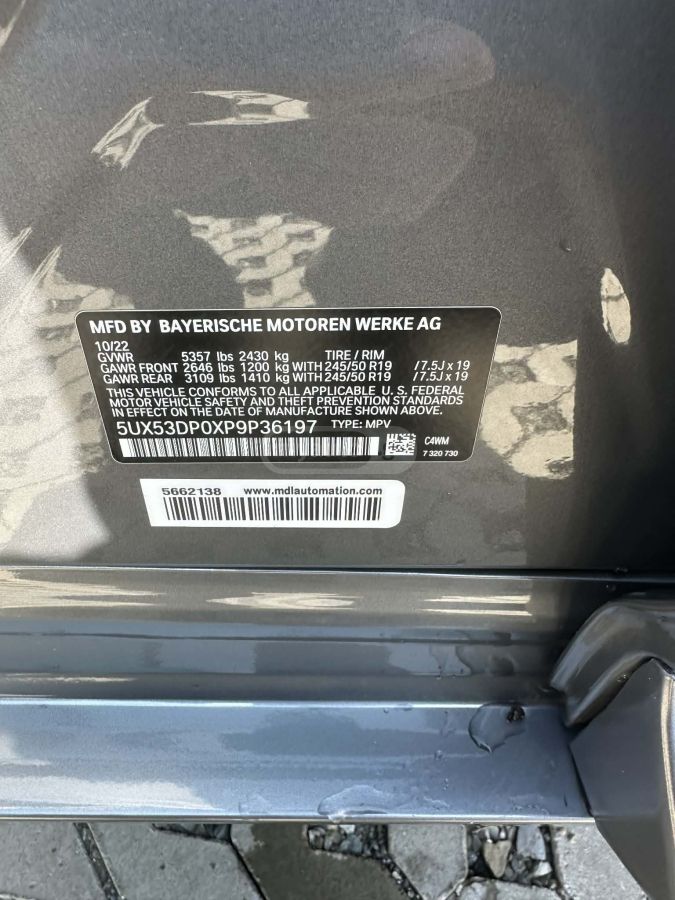 MFD BY BAYERISCHE MOTOREN WERKE AG
10/22
GVWR 5357 lbs 2430 kg TIRE / RIM
GAWR FRONT 2646 lbs 1200 kg WITH 245/50 R19 / 7.5J x 19
GAWR REAR 3109 lbs 1410 kg WITH 245/50 R19 / 7.5J x 19
THIS VEHICLE CONFORMS TO ALL APPLICABLE U. S. FEDERAL
MOTOR VEHICLE SAFETY AND THEFT PREVENTION STANDARDS
IN EFFECT ON THE DATE OF MANUFACTURE SHOWN ABOVE.
5UX53DP0XP9P36197 TYPE: MPV
C4WM
7 320 730
5662138 www.mdlautomation.com